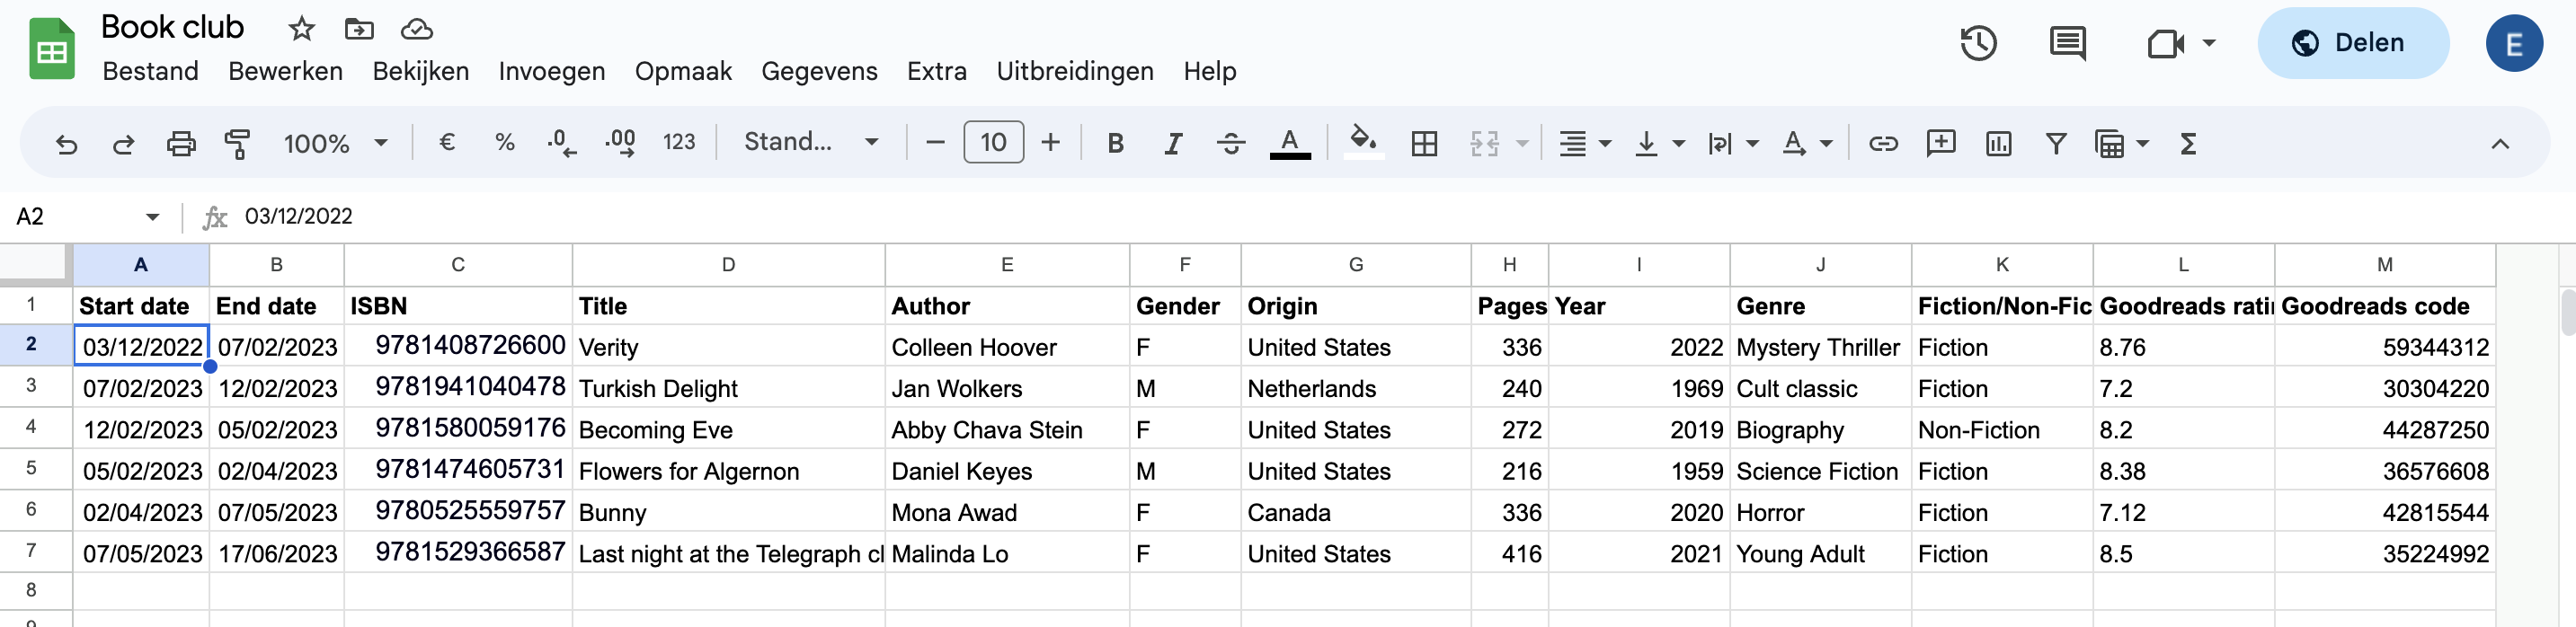 Book club
Bestand Bewerken Bekijken Invoegen Opmaak Gegevens Extra Uitbreidingen Help
Delen E
100% € % .0 .00 123 Stand... 10 B I A A Σ
A2 fx 03/12/2022
A B C D E F G H I J K L M
1 Start date End date ISBN Title Author Gender Origin Pages Year Genre Fiction/Non-Fic Goodreads ratin Goodreads code
2 03/12/2022 07/02/2023 9781408726600 Verity Colleen Hoover F United States 336 2022 Mystery Thriller Fiction 8.76 59344312
3 07/02/2023 12/02/2023 9781941040478 Turkish Delight Jan Wolkers M Netherlands 240 1969 Cult classic Fiction 7.2 30304220
4 12/02/2023 05/02/2023 9781580059176 Becoming Eve Abby Chava Stein F United States 272 2019 Biography Non-Fiction 8.2 44287250
5 05/02/2023 02/04/2023 9781474605731 Flowers for Algernon Daniel Keyes M United States 216 1959 Science Fiction Fiction 8.38 36576608
6 02/04/2023 07/05/2023 9780525559757 Bunny Mona Awad F Canada 336 2020 Horror Fiction 7.12 42815544
7 07/05/2023 17/06/2023 9781529366587 Last night at the Telegraph cl Malinda Lo F United States 416 2021 Young Adult Fiction 8.5 35224992
8
9